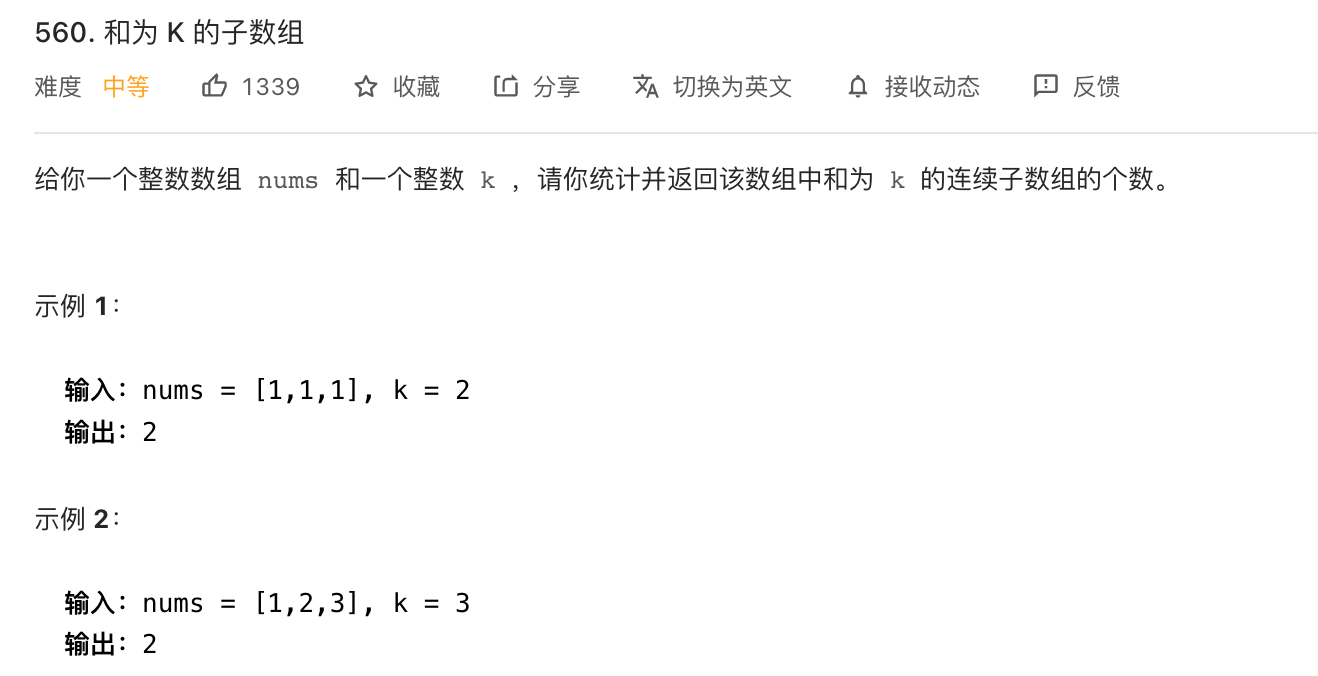 560. 和为 K 的子数组
难度 中等 1339 收藏 分享 切换为英文 接收动态 反馈
给你一个整数数组 nums 和一个整数 k ，请你统计并返回该数组中和为 k 的连续子数组的个数。
示例 1：
输入：nums = [1,1,1], k = 2
输出：2
示例 2：
输入：nums = [1,2,3], k = 3
输出：2